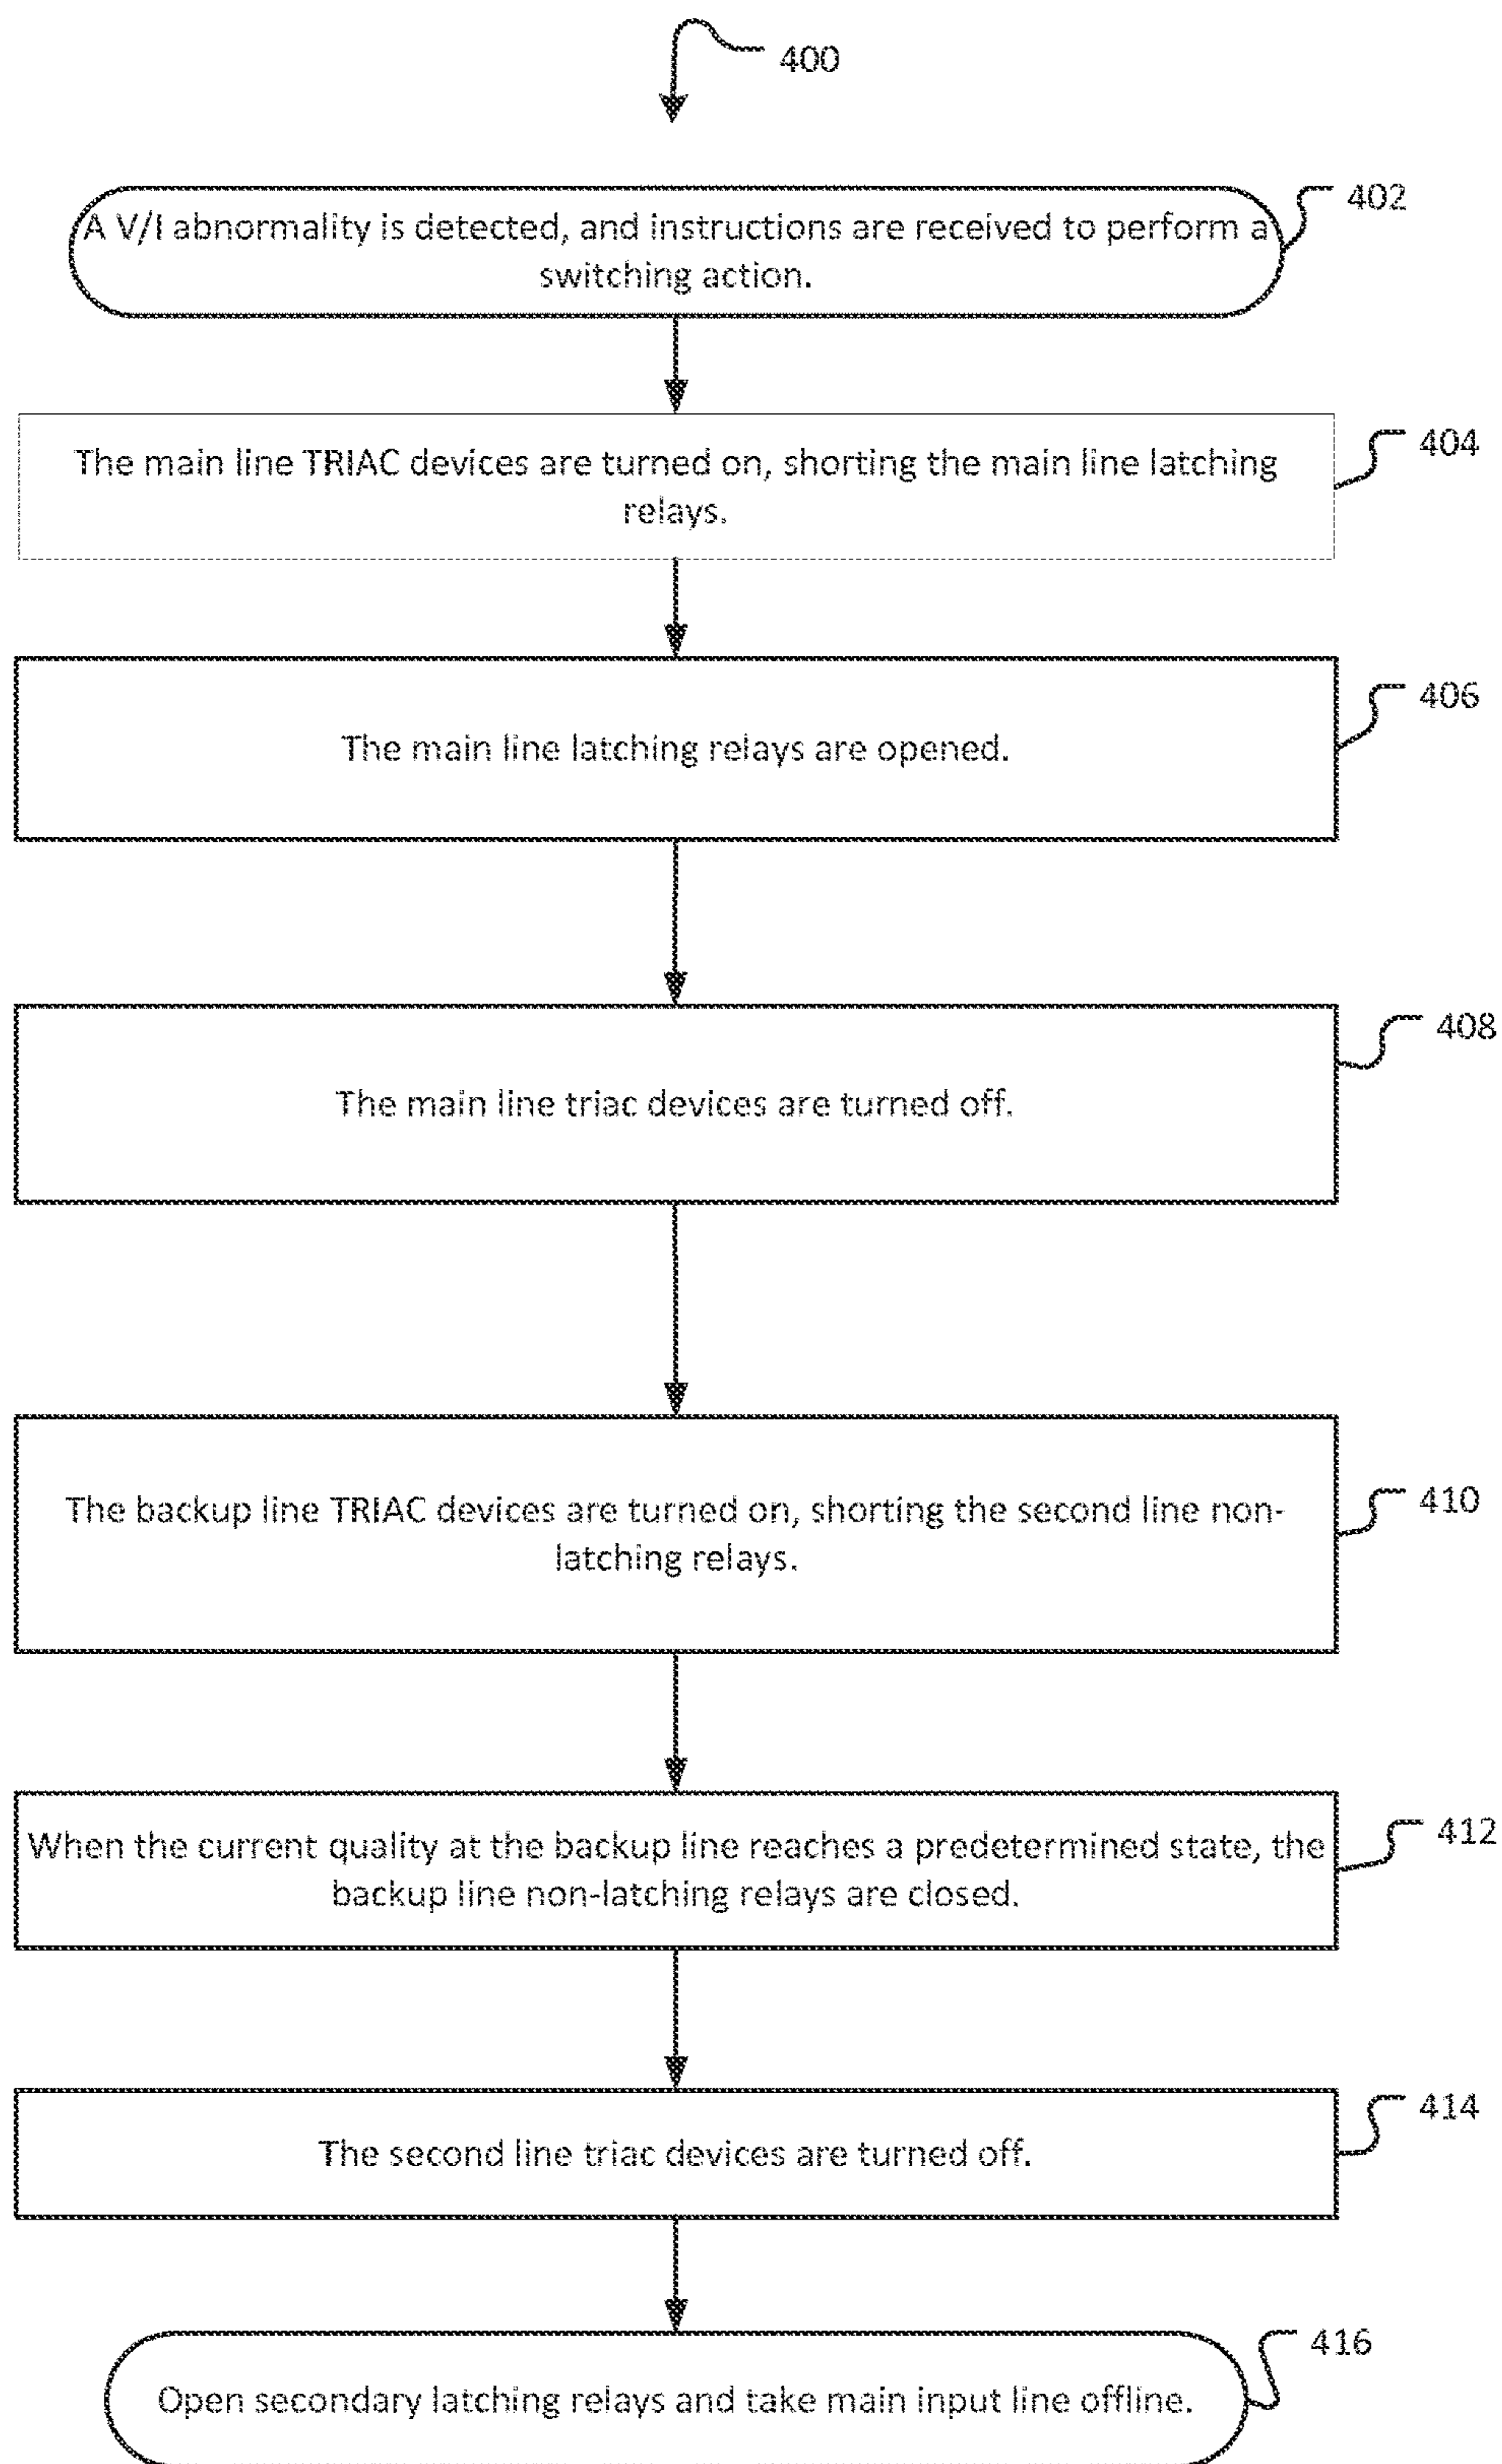 400
A V/I abnormality is detected, and instructions are received to perform a
switching action.
402
The main line TRIAC devices are turned on, shorting the main line latching
relays.
404
The main line latching relays are opened.
406
The main line triac devices are turned off.
408
The backup line TRIAC devices are turned on, shorting the second line non-
latching relays.
410
When the current quality at the backup line reaches a predetermined state, the
backup line non-latching relays are closed.
412
The second line triac devices are turned off.
414
Open secondary latching relays and take main input line offline.
416